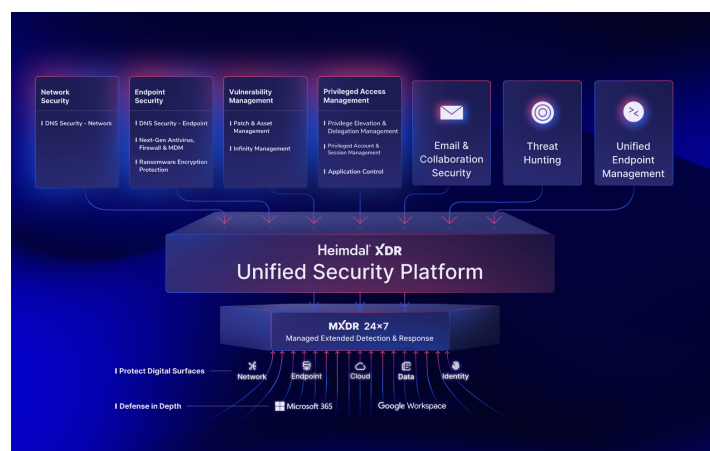 Network
Security
I DNS Security - Network
Endpoint
Security
I DNS Security - Endpoint
I Next-Gen Antivirus,
Firewall & MDM
I Ransomware Encryption
Protection
Vulnerability
Management
I Patch & Asset
Management
I Infinity Management
Privileged Access
Management
I Privilege Elevation &
Delegation Management
I Privileged Account &
Session Management
I Application Control
Email &
Collaboration
Security
Threat
Hunting
Unified
Endpoint
Management
Heimdal® XDR
Unified Security Platform
MXDR 24×7
Managed Extended Detection & Response
I Protect Digital Surfaces
Network
Endpoint
Cloud
Data
Identity
I Defense in Depth
Microsoft 365
Google Workspace